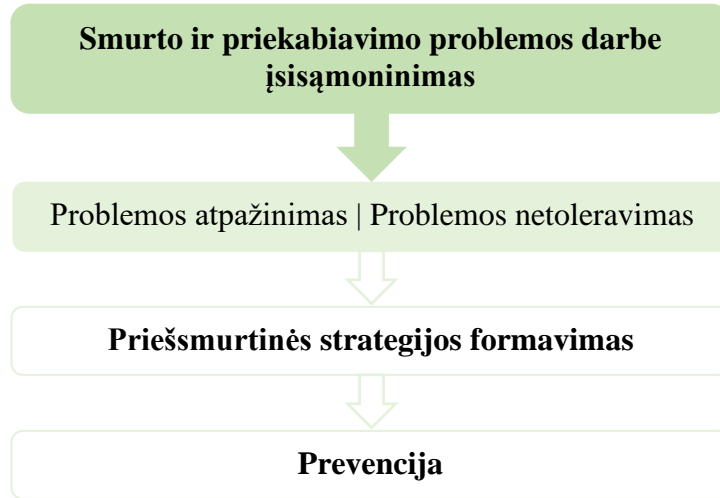 Smurto ir priekabiavimo problemos darbe
įsisąmoninimas
Problemos atpažinimas | Problemos netoleravimas
Priešsmurtinės strategijos formavimas
Prevencija